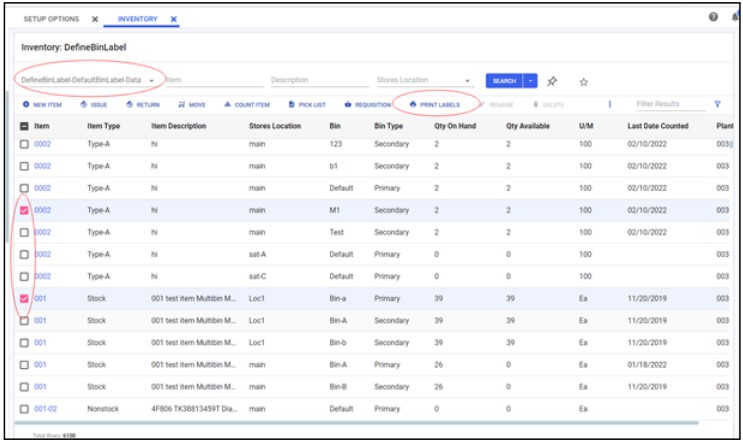 SETUP OPTIONS X INVENTORY X
Inventory: DefineBinLabel
DefineBinLabel-DefaultBinLabel-Data Item Description Stores Location SEARCH
NEW ITEM ISSUE RETURN MOVE COUNT ITEM PICK LIST REQUISITION PRINT LABELS RENAME DELETE Filter Results
Item Item Type Item Description Stores Location Bin Bin Type Qty On Hand Qty Available U/M Last Date Counted Plant
0002 Type-A hi main 123 Secondary 2 2 100 02/10/2022 003
0002 Type-A hi main b1 Secondary 2 2 100 02/10/2022 003
0002 Type-A hi main Default Primary 2 2 100 02/10/2022 003
0002 Type-A hi main M1 Secondary 2 2 100 02/10/2022 003
0002 Type-A hi main Test Secondary 2 2 100 02/10/2022 003
0002 Type-A hi sat-A Default Primary 0 0 100 003
0002 Type-A hi sat-C Default Primary 0 0 100 003
001 Stock 001 test item Multibin M... Loc1 Bin-a Primary 39 39 Ea 11/20/2019 003
001 Stock 001 test item Multibin M... Loc1 Bin-A Secondary 39 39 Ea 11/20/2019 003
001 Stock 001 test item Multibin M... Loc1 Bin-b Secondary 39 39 Ea 11/20/2019 003
001 Stock 001 test item Multibin M... main Bin-A Primary 26 0 Ea 01/18/2022 003
001 Stock 001 test item Multibin M... main Bin-B Secondary 26 0 Ea 11/20/2019 003
001-02 Nonstock 4F806 TK38813459T Dia... main Default Primary 0 0 Ea 003
Total Rows: 6100